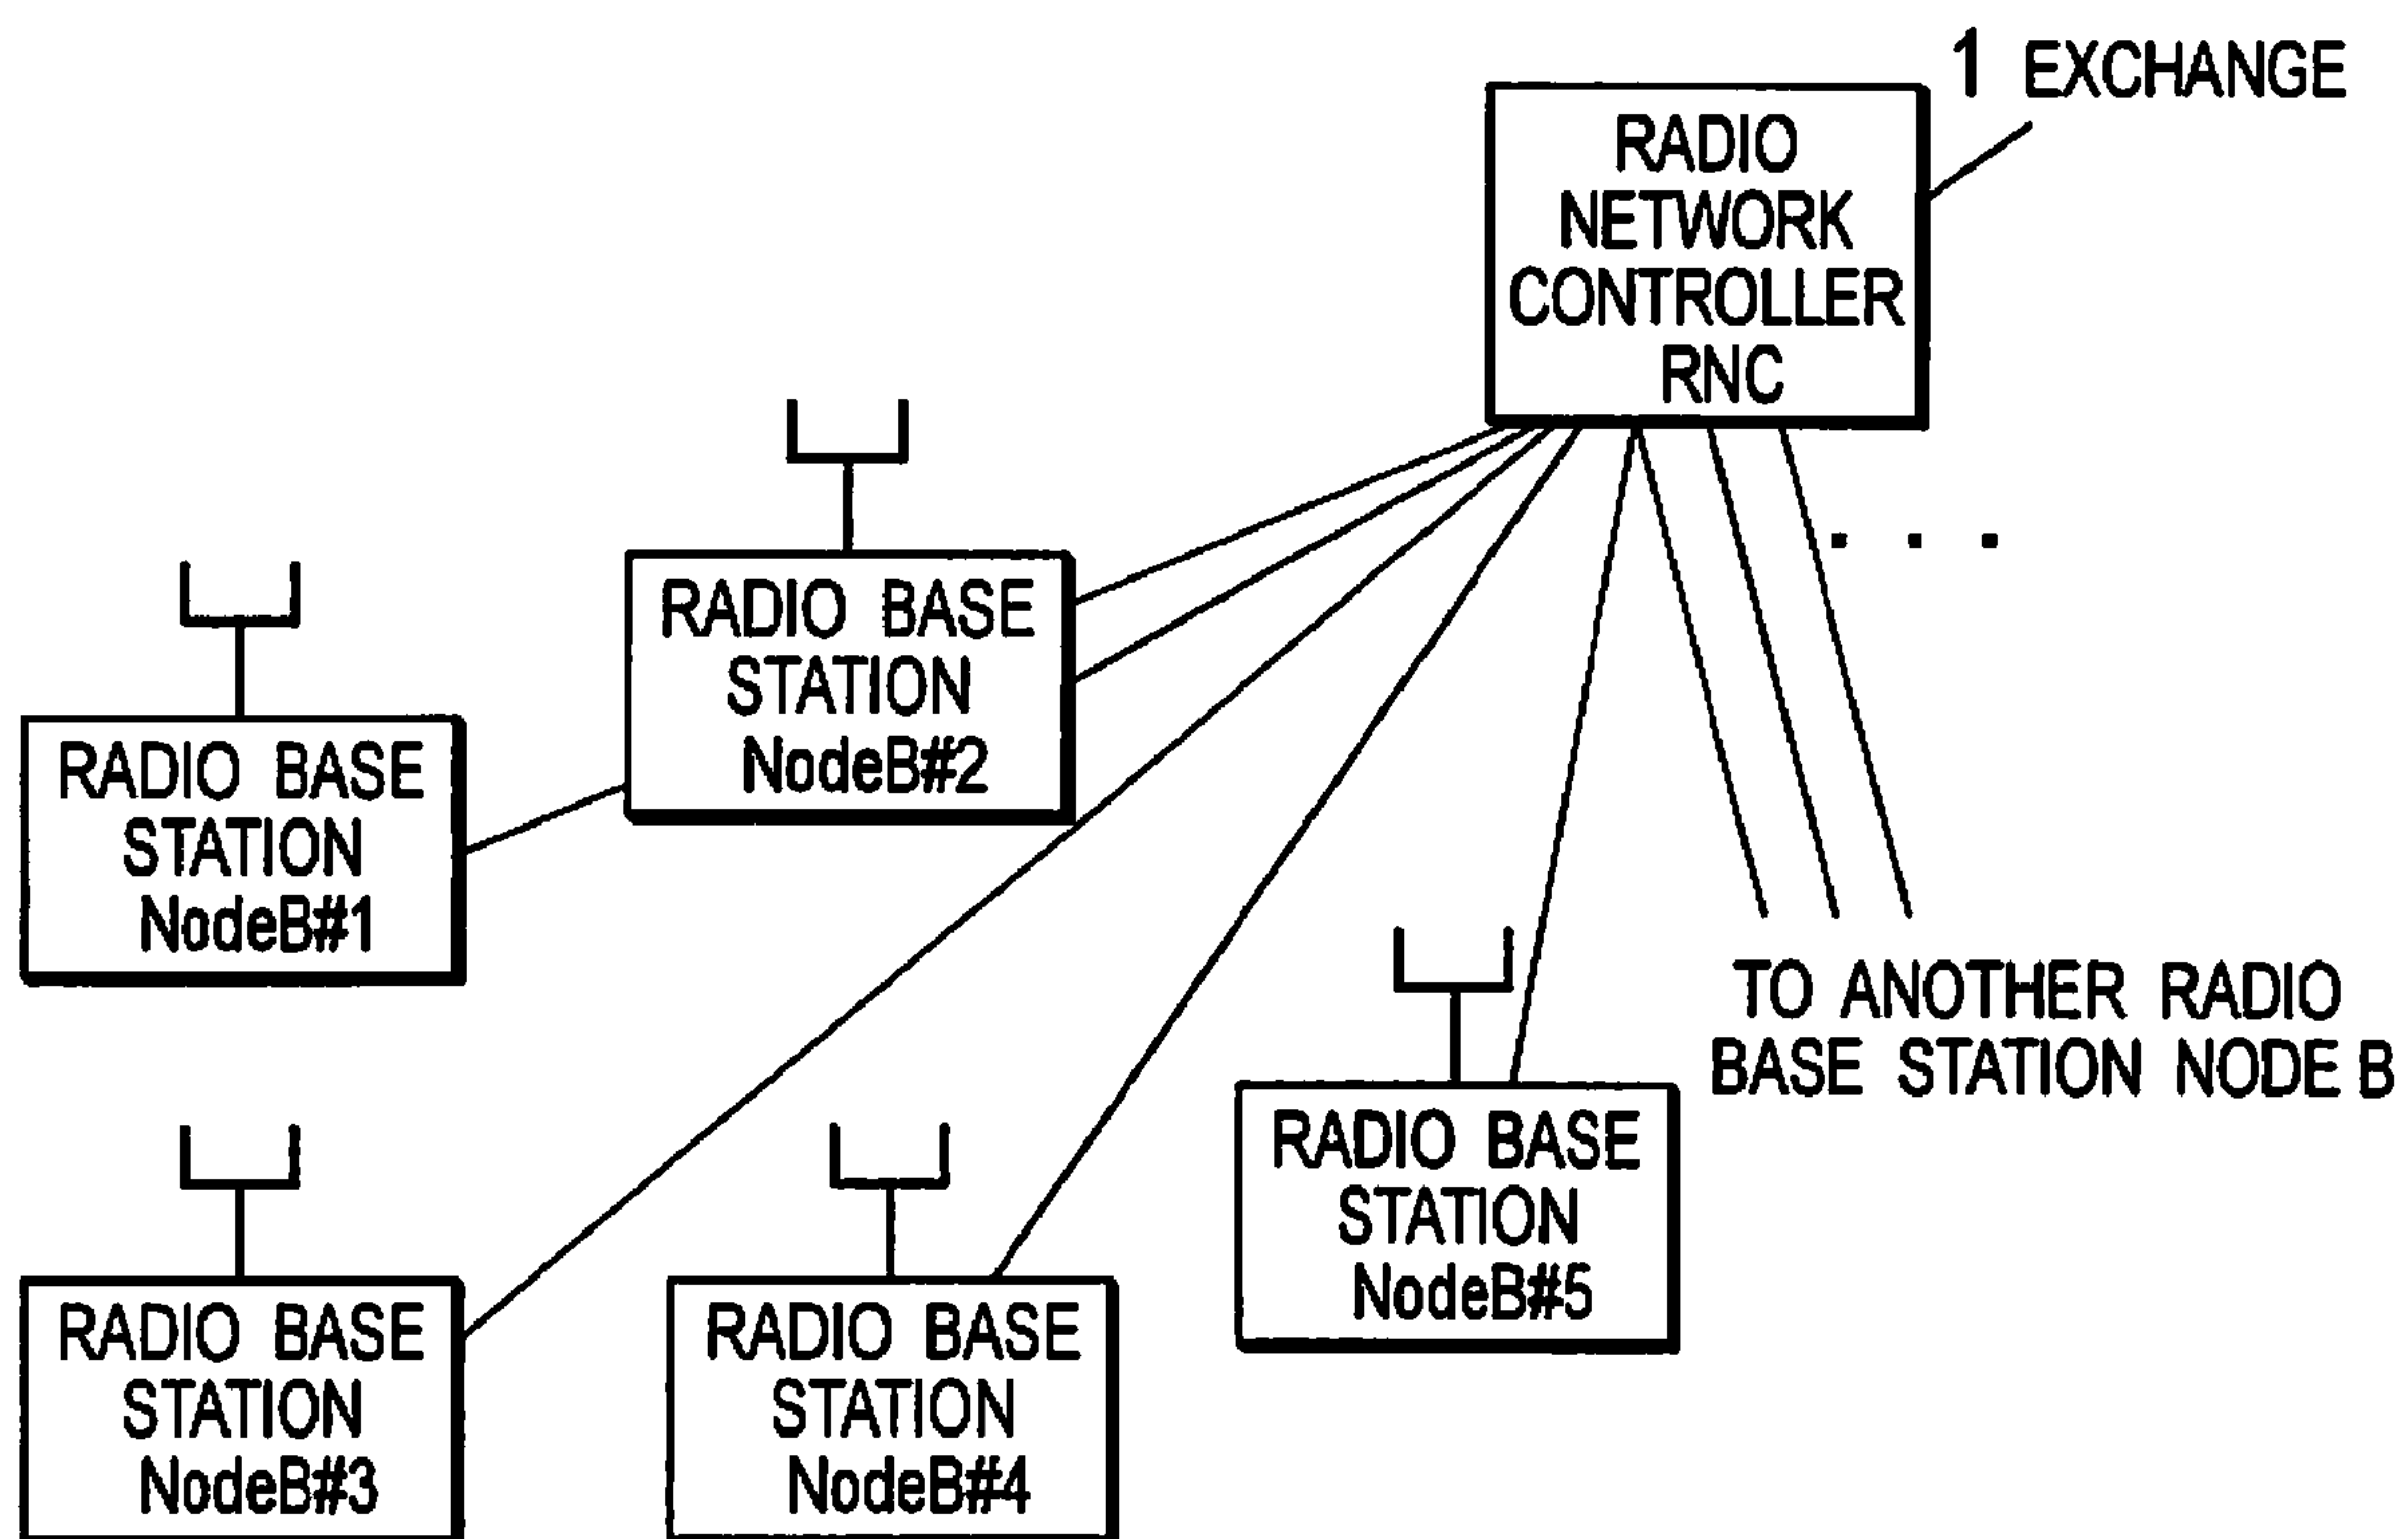 1 EXCHANGE
RADIO
NETWORK
CONTROLLER
RNC
RADIO BASE
STATION
NodeB#2
RADIO BASE
STATION
NodeB#1
TO ANOTHER RADIO
BASE STATION NODE B
RADIO BASE
STATION
NodeB#5
RADIO BASE
STATION
NodeB#3
RADIO BASE
STATION
NodeB#4